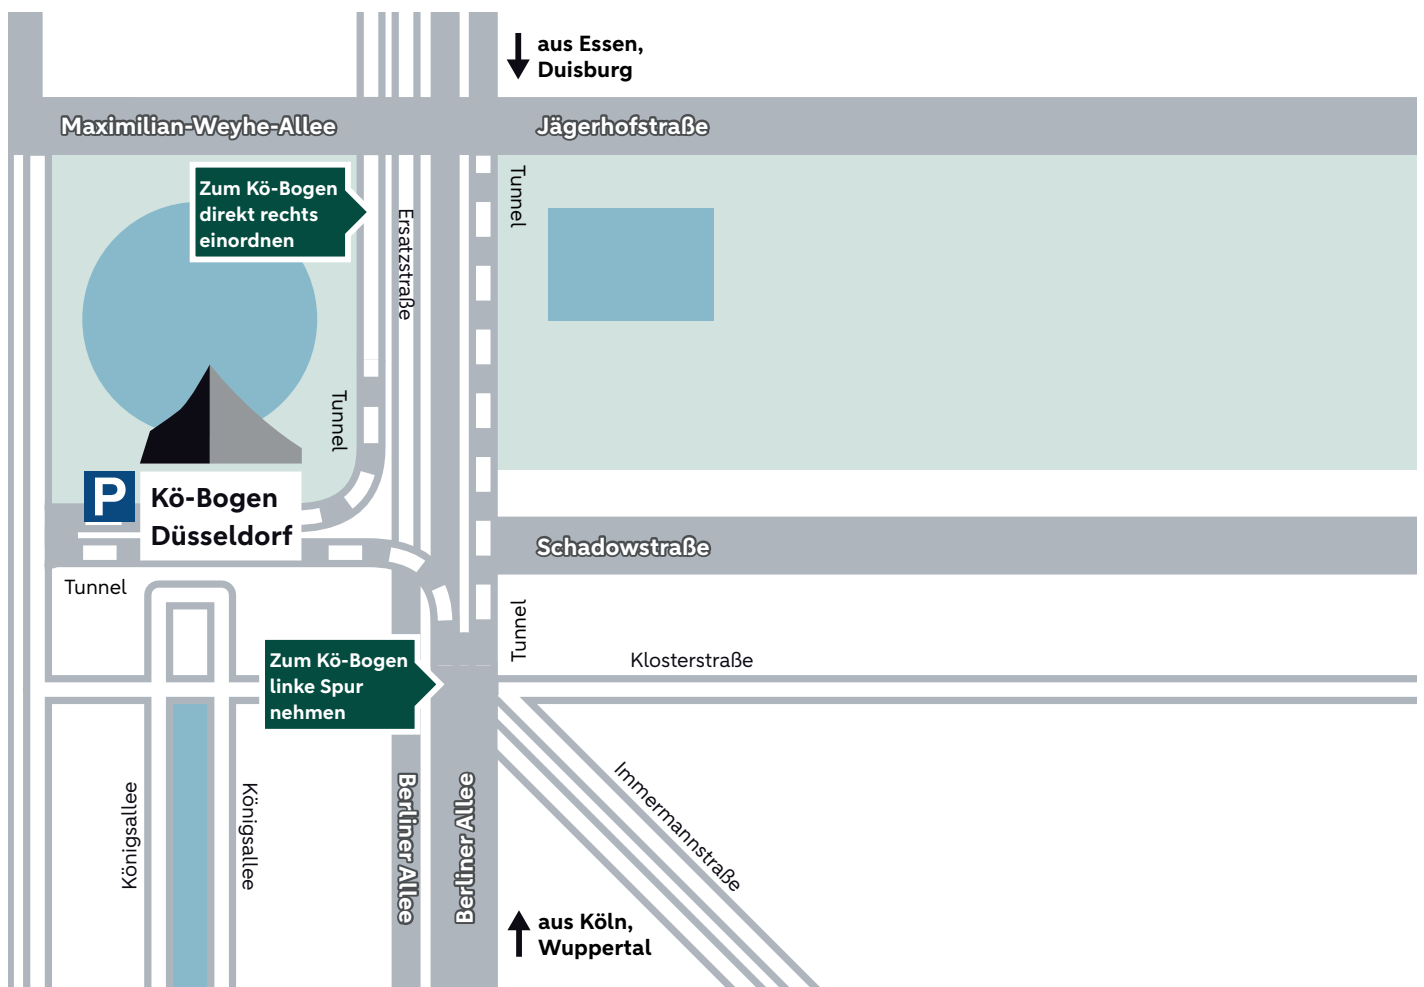 aus Essen,
Duisburg
Maximilian-Weyhe-Allee
Jägerhofstraße
Zum Kö-Bogen
direkt rechts
einordnen
Tunnel
Ersatzstraße
Tunnel
P
Kö-Bogen
Düsseldorf
Schadowstraße
Tunnel
Tunnel
Zum Kö-Bogen
linke Spur
nehmen
Klosterstraße
Königsallee
Königsallee
Berliner Allee
Berliner Allee
Immermannstraße
aus Köln,
Wuppertal